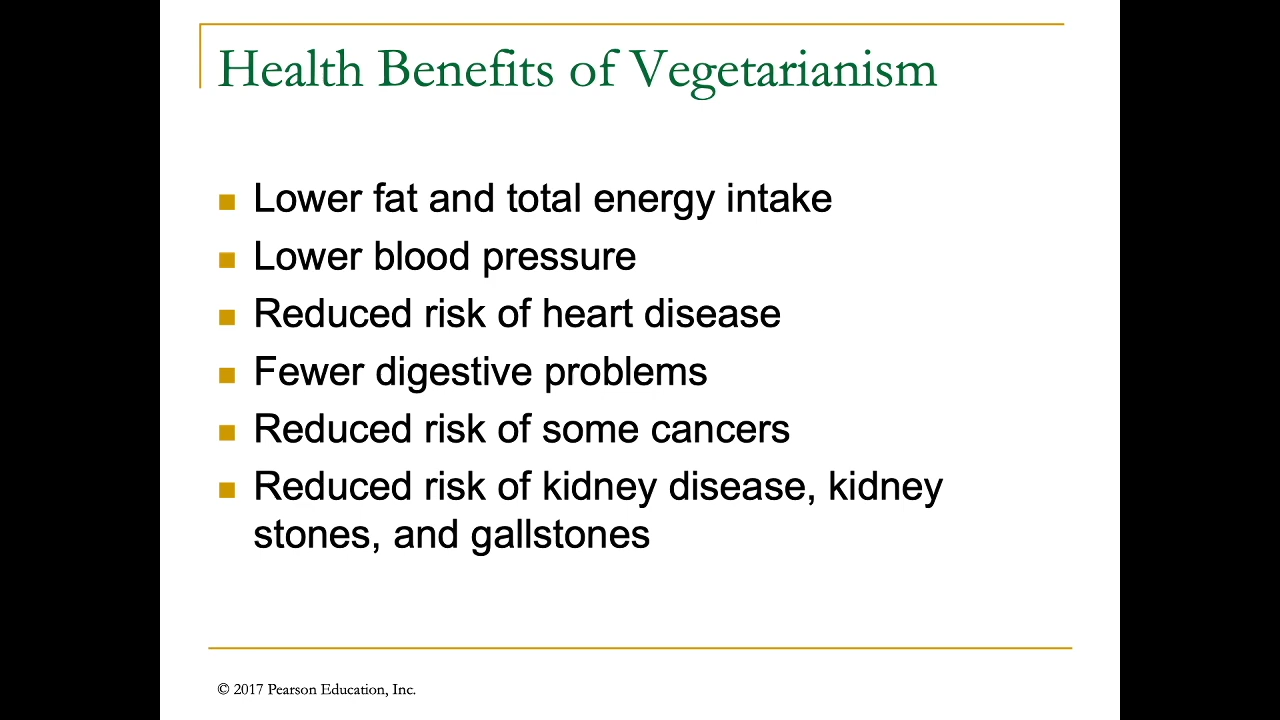 Health Benefits of Vegetarianism
Lower fat and total energy intake
Lower blood pressure
Reduced risk of heart disease
Fewer digestive problems
Reduced risk of some cancers
Reduced risk of kidney disease, kidney
stones, and gallstones
© 2017 Pearson Education, Inc.